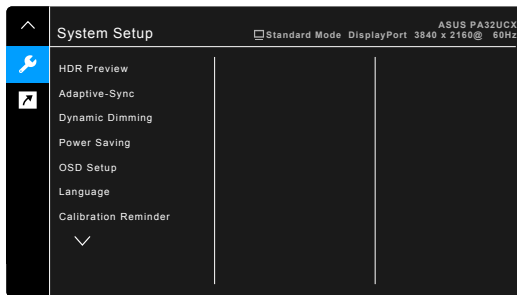 ASUS PA32UCX
System Setup
Standard Mode DisplayPort 3840 x 2160@ 60Hz
HDR Preview
Adaptive-Sync
Dynamic Dimming
Power Saving
OSD Setup
Language
Calibration Reminder